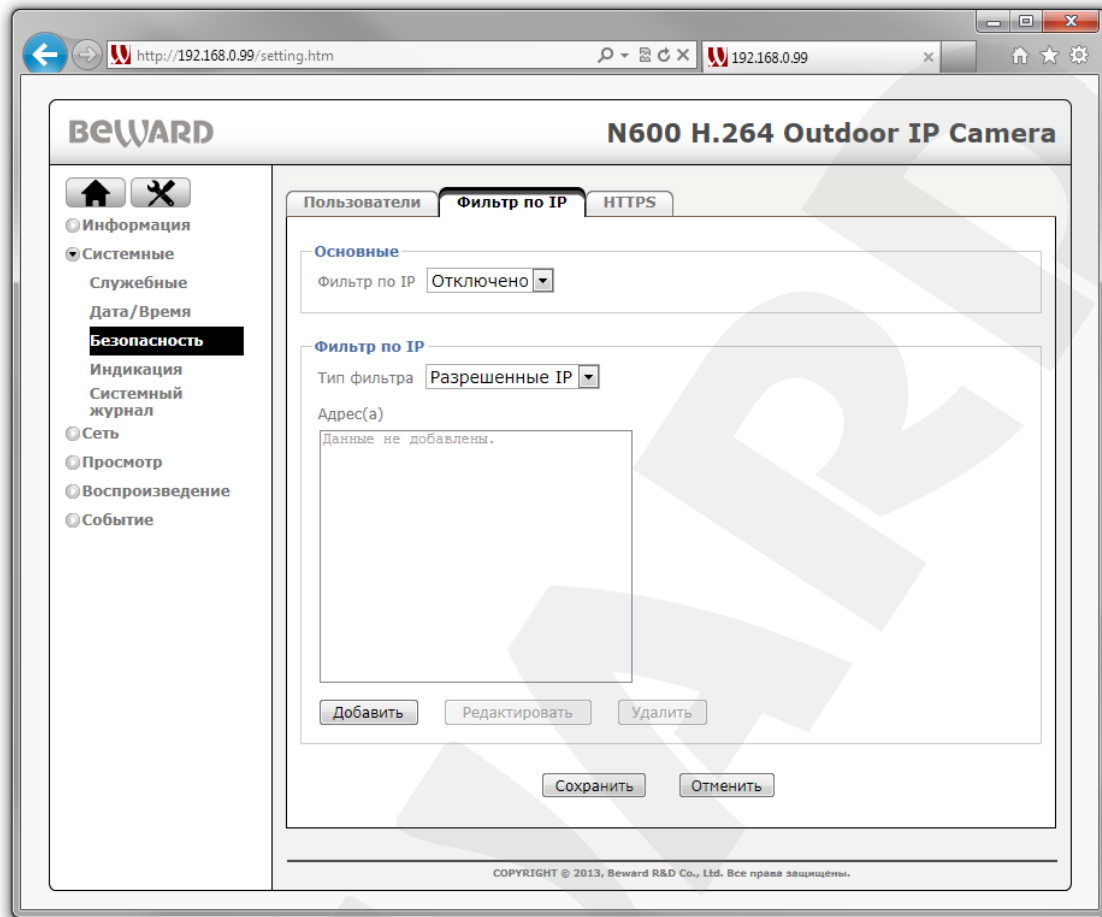 http://192.168.0.99/setting.htm
192.168.0.99
BEWARD
N600 H.264 Outdoor IP Camera
Информация
Системные
Служебные
Дата/Время
Безопасность
Индикация
Системный
журнал
Сеть
Просмотр
Воспроизведение
Событие
Пользователи
Фильтр по IP
HTTPS
Основные
Фильтр по IP Отключено
Фильтр по IP
Тип фильтра Разрешенные IP
Адрес(а)
Данные не добавлены.
Добавить Редактировать Удалить
Сохранить Отменить
COPYRIGHT © 2013, Beward R&D Co., Ltd. Все права защищены.